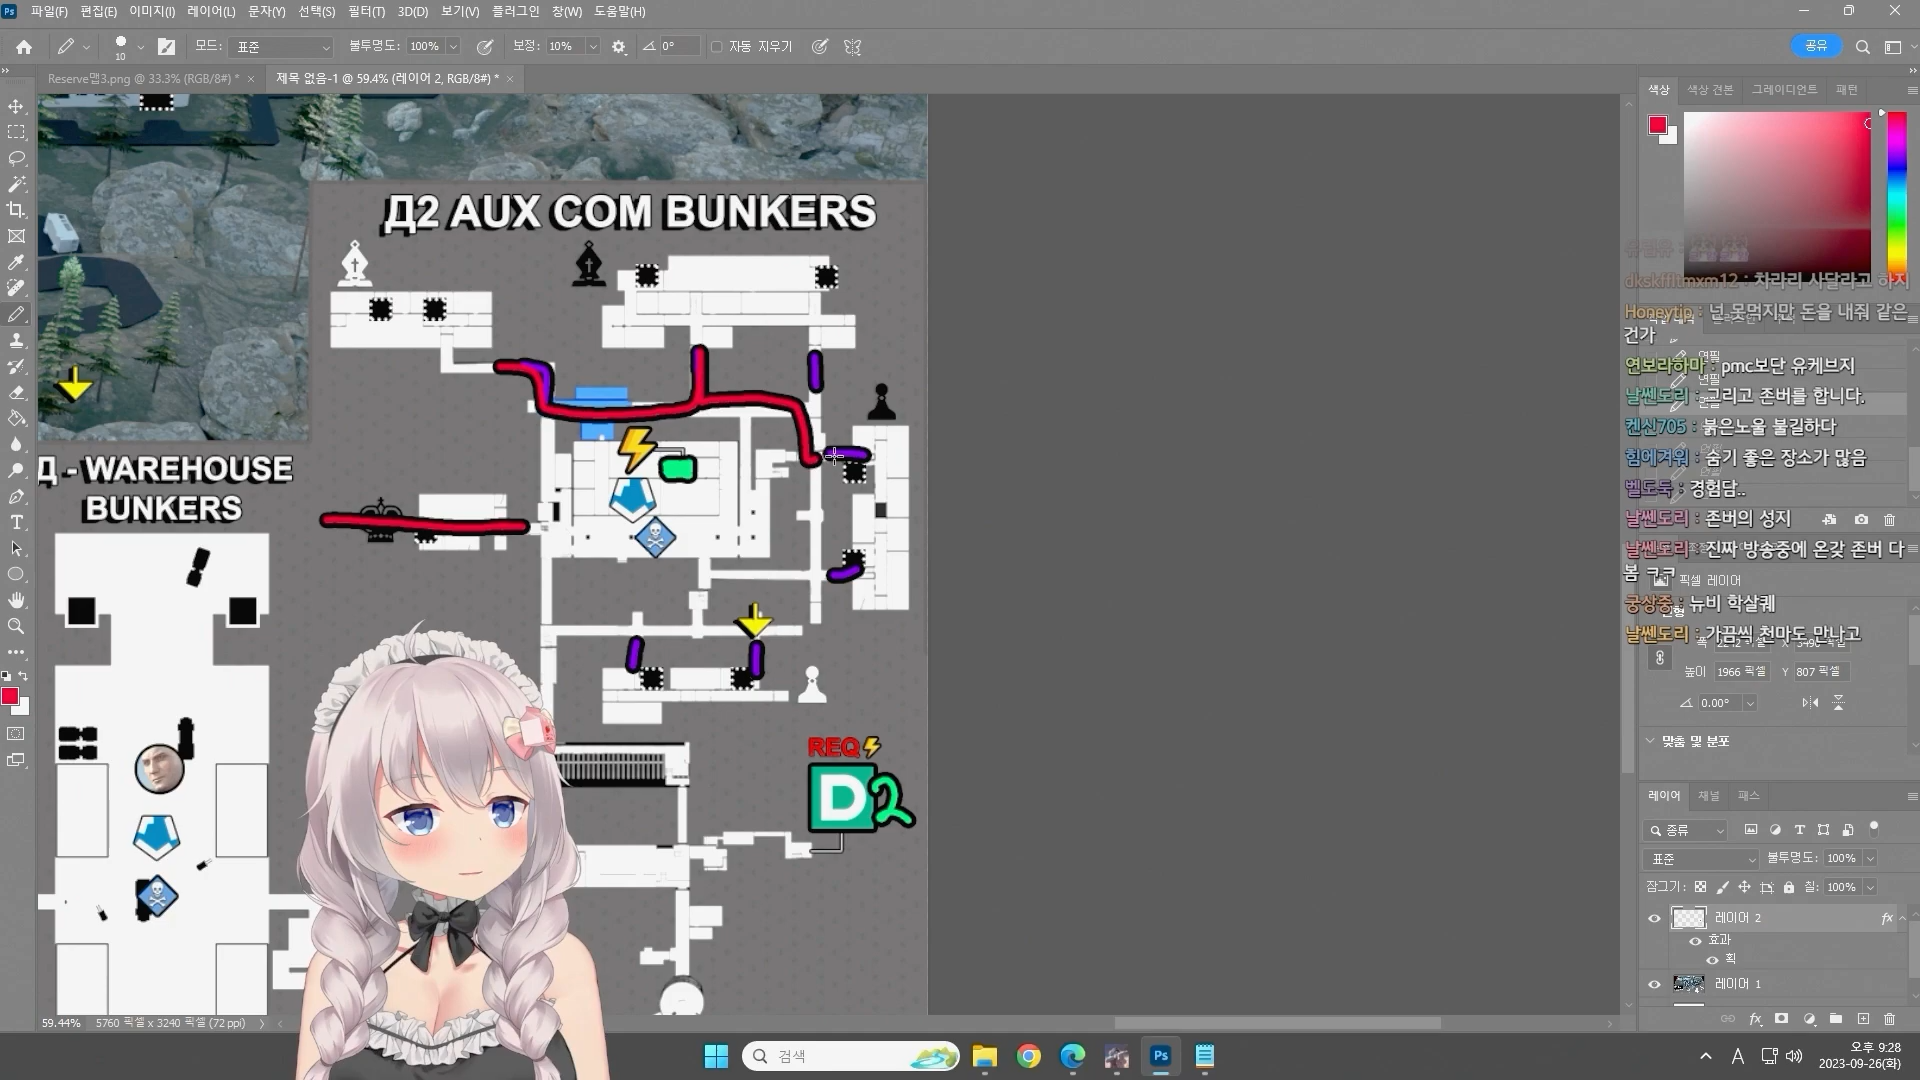 Ps 파일(F) 편집(E) 이미지(I) 레이어(L) 문자(Y) 선택(S) 필터(T) 3D(D) 보기(V) 플러그인 창(W) 도움말(H)
10 모드: 표준 불투명도: 100% 보정: 10% 0° 자동 지우기 공유
Reserve맵3.png @ 33.3% (RGB/8#) * × 제목 없음-1 @ 59.4% (레이어 2, RGB/8#) * ×
색상 색상 견본 그레이디언트 패턴
Д2 AUX COM BUNKERS
Д - WAREHOUSE
BUNKERS
REQ
D2
dkskffltmxm12 : 차라리 사달라고 하지
Honeytip : 넌 못먹지만 돈을 내줘 같은
건가
연보라하마 : pmc보단 유케브지
날쎈도리 : 그리고 존버를 합니다.
켄신705 : 붉은노울 불길하다
힘에겨워 : 숨기 좋은 장소가 많음
벨도둑 : 경험담..
날쎈도리 : 존버의 성지
날쎈도리 : 진짜 방송중에 온갖 존버 다
봄 ㅋㅋ
픽셀 레이어
궁상중 : 뉴비 학살퀘
날쎈도리 : 가끔씩 천마도 만나고
높이 1966 픽셀 Y 807 픽셀
0.00°
맞춤 및 분포
레이어 채널 패스
종류
표준 불투명도: 100%
잠그기: 칠: 100%
레이어 2 fx
효과
획
레이어 1
fx
59.44% 5760 픽셀 x 3240 픽셀 (72 ppi)
검색
Ps
A
오후 9:28
2023-09-26(화)